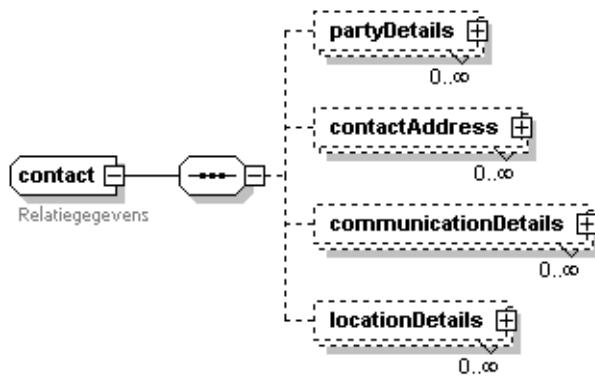 partyDetails
0..∞
contactAddress
0..∞
contact
Relatiegegevens
communicationDetails
0..∞
locationDetails
0..∞